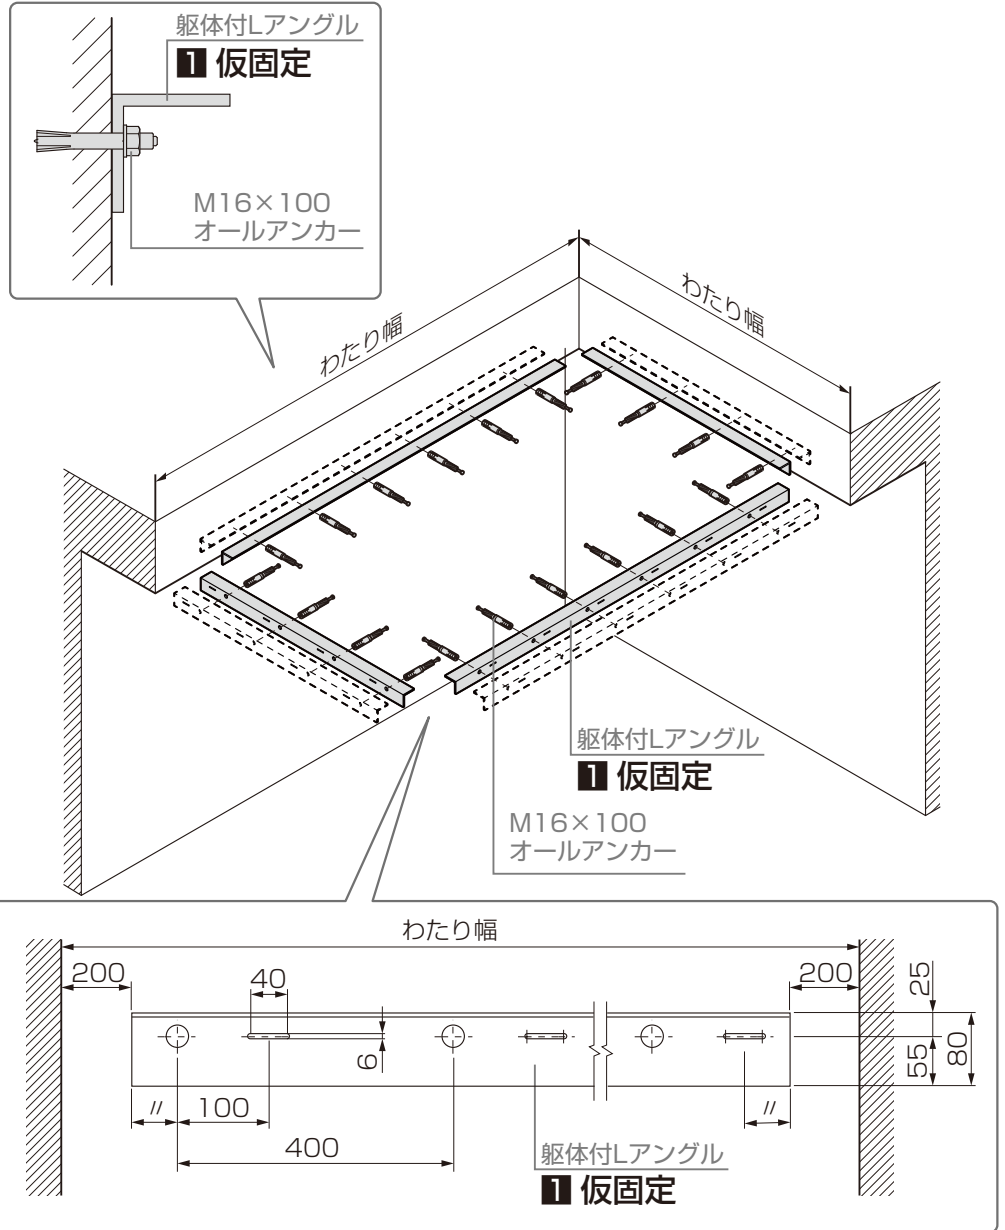 躯体付Lアングル
1 仮固定
M16×100
オールアンカー
わたり幅
わたり幅
躯体付Lアングル
1 仮固定
M16×100
オールアンカー
わたり幅
200
40
200
25
6
55
80
〃
100
〃
400
躯体付Lアングル
1 仮固定